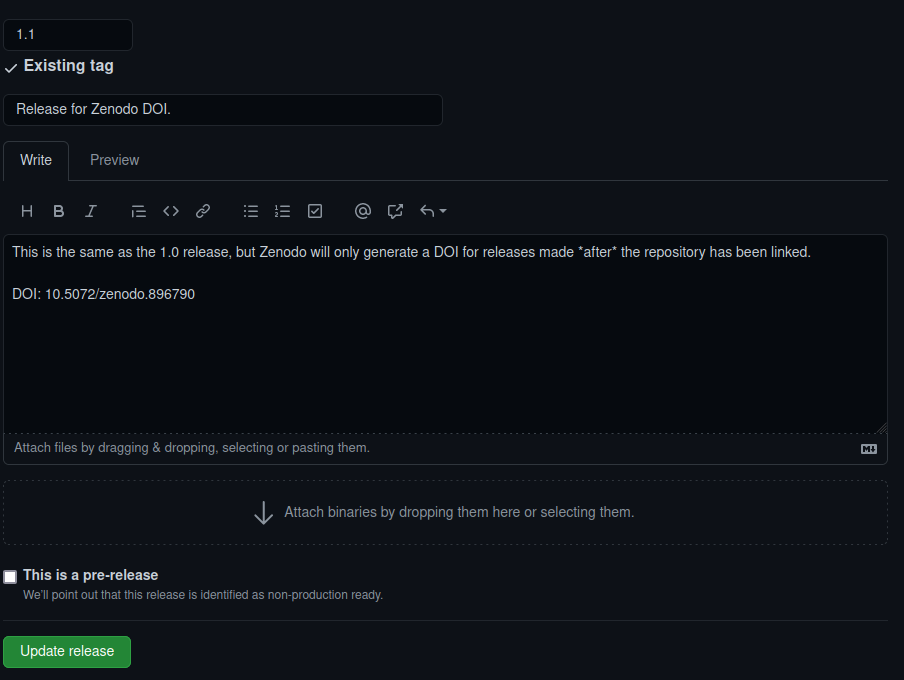 1.1
Existing tag
Release for Zenodo DOI.
Write Preview
H B I <> @
This is the same as the 1.0 release, but Zenodo will only generate a DOI for releases made *after* the repository has been linked.
DOI: 10.5072/zenodo.896790
Attach files by dragging & dropping, selecting or pasting them.
Attach binaries by dropping them here or selecting them.
This is a pre-release
We'll point out that this release is identified as non-production ready.
Update release